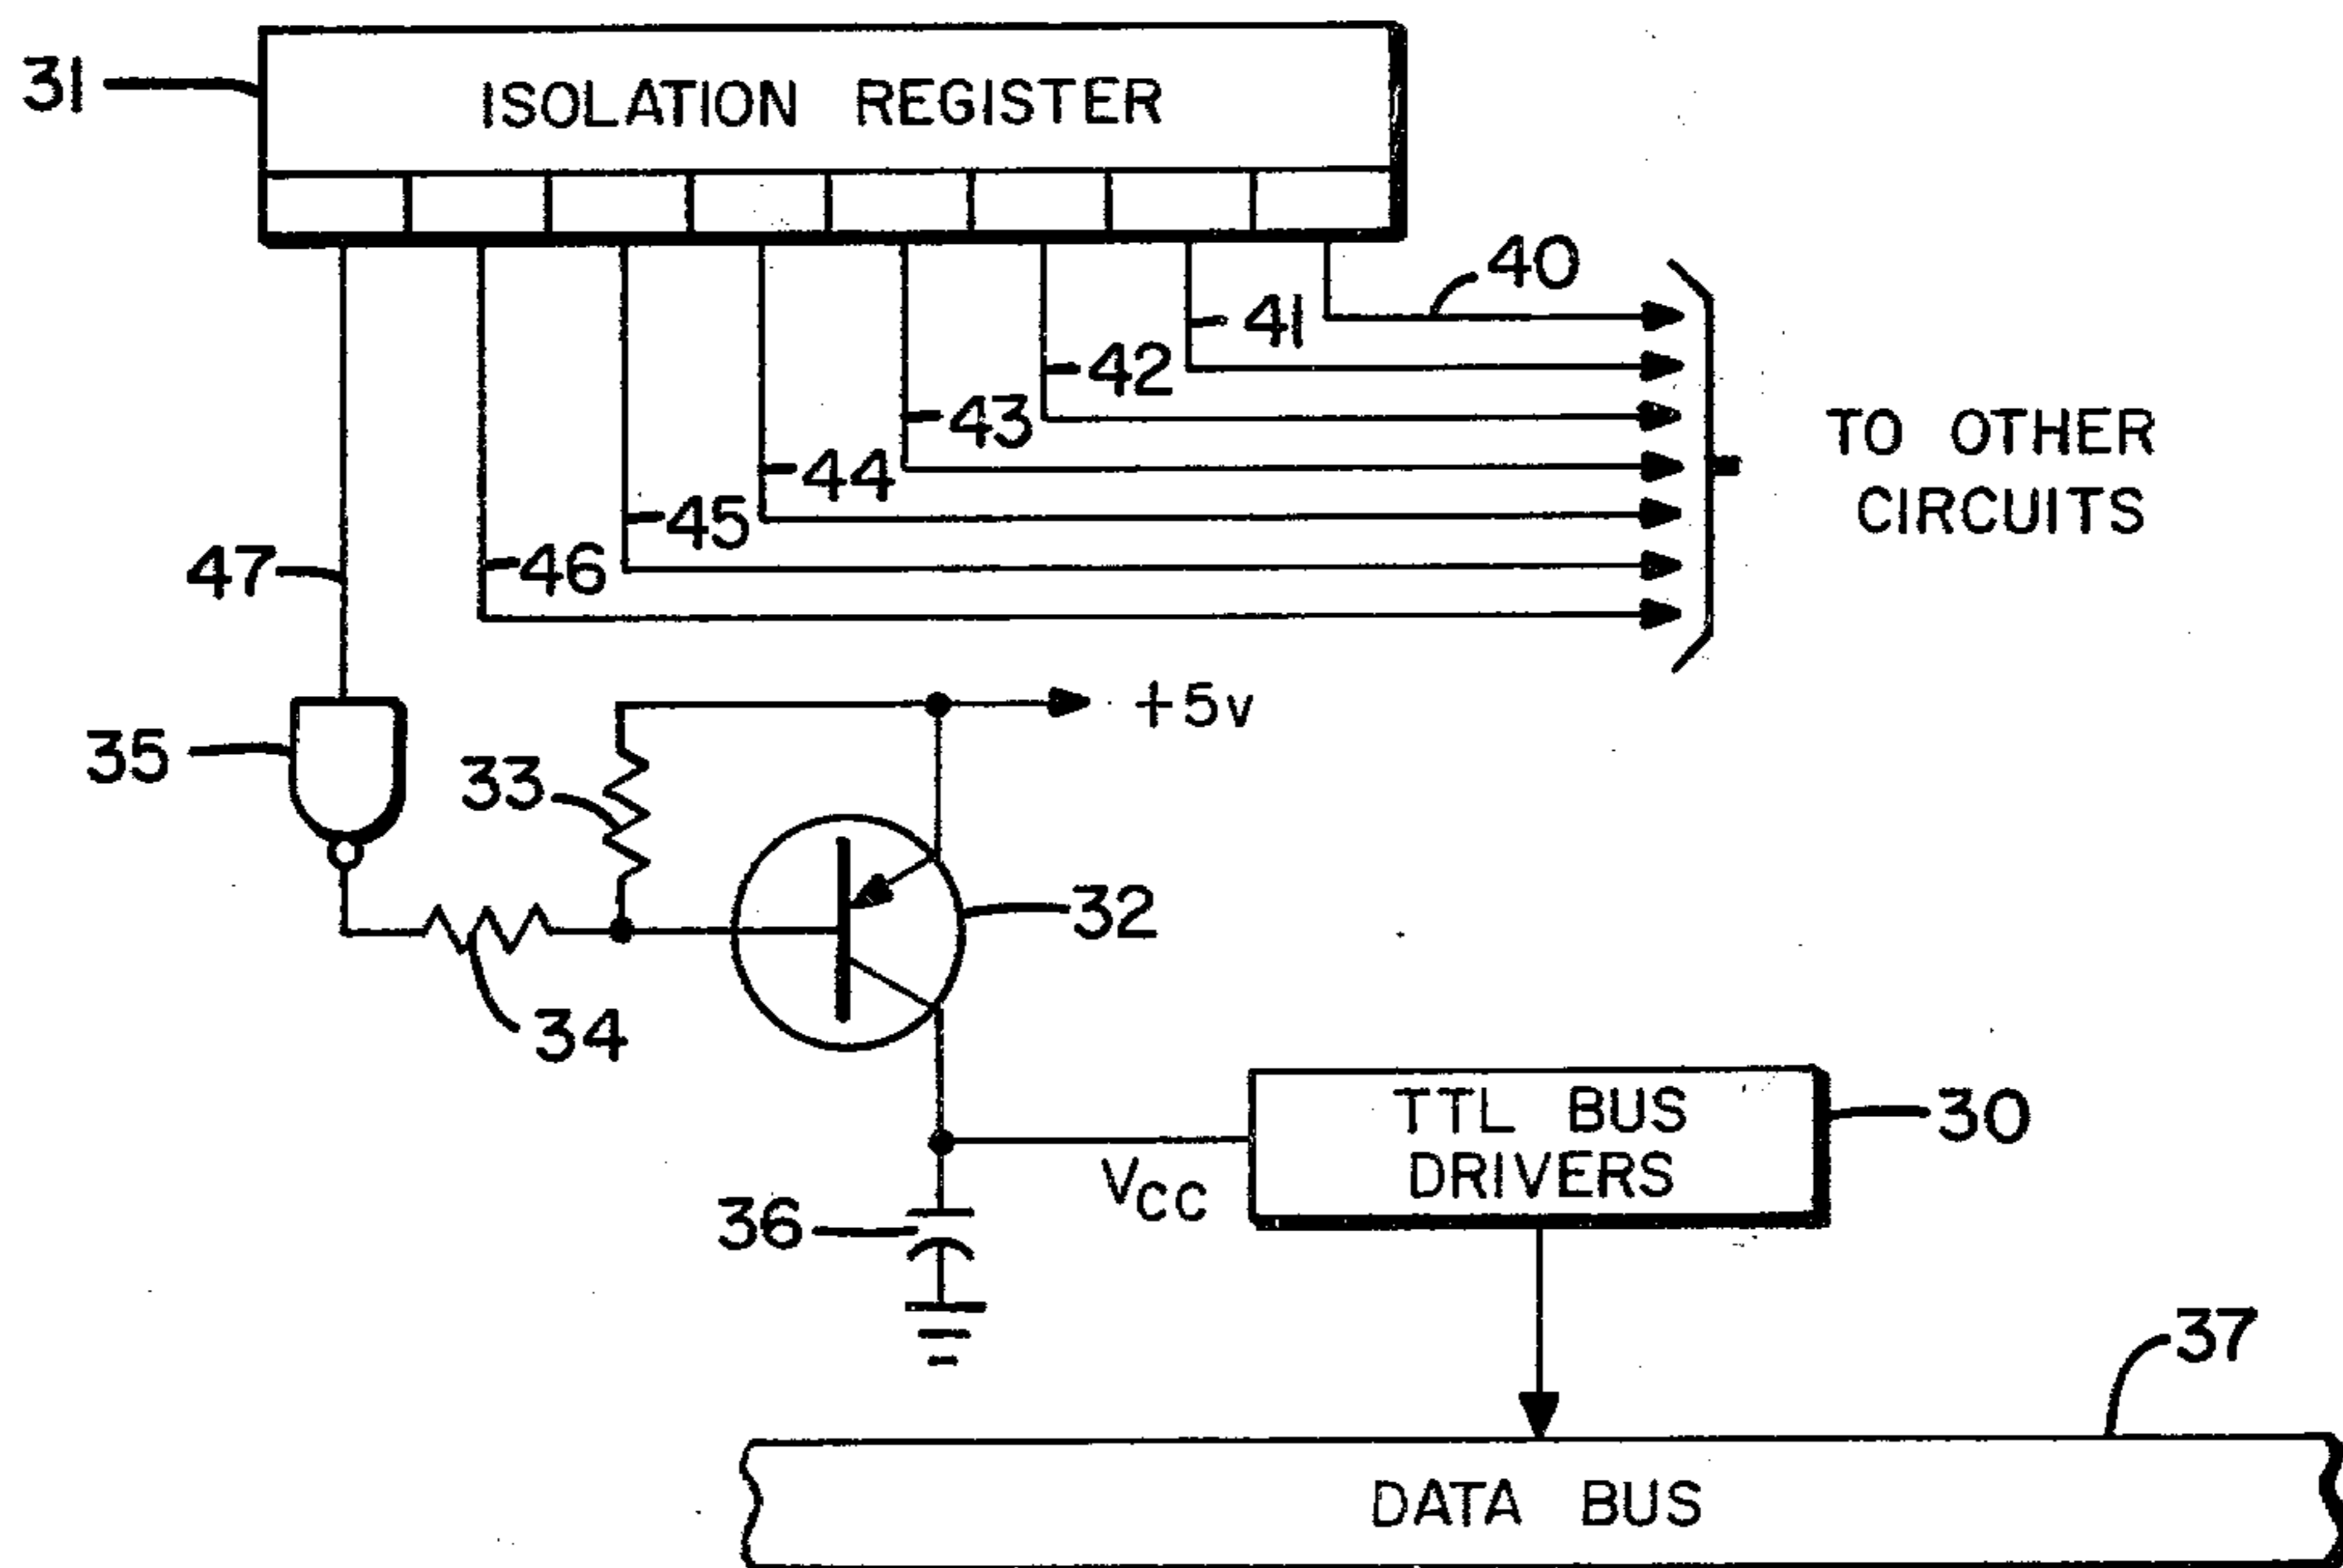 31
ISOLATION REGISTER
40
41
42
43
44
45
46
47
TO OTHER
CIRCUITS
+5v
35
33
32
34
TTL BUS
DRIVERS
30
VCC
36
37
DATA BUS